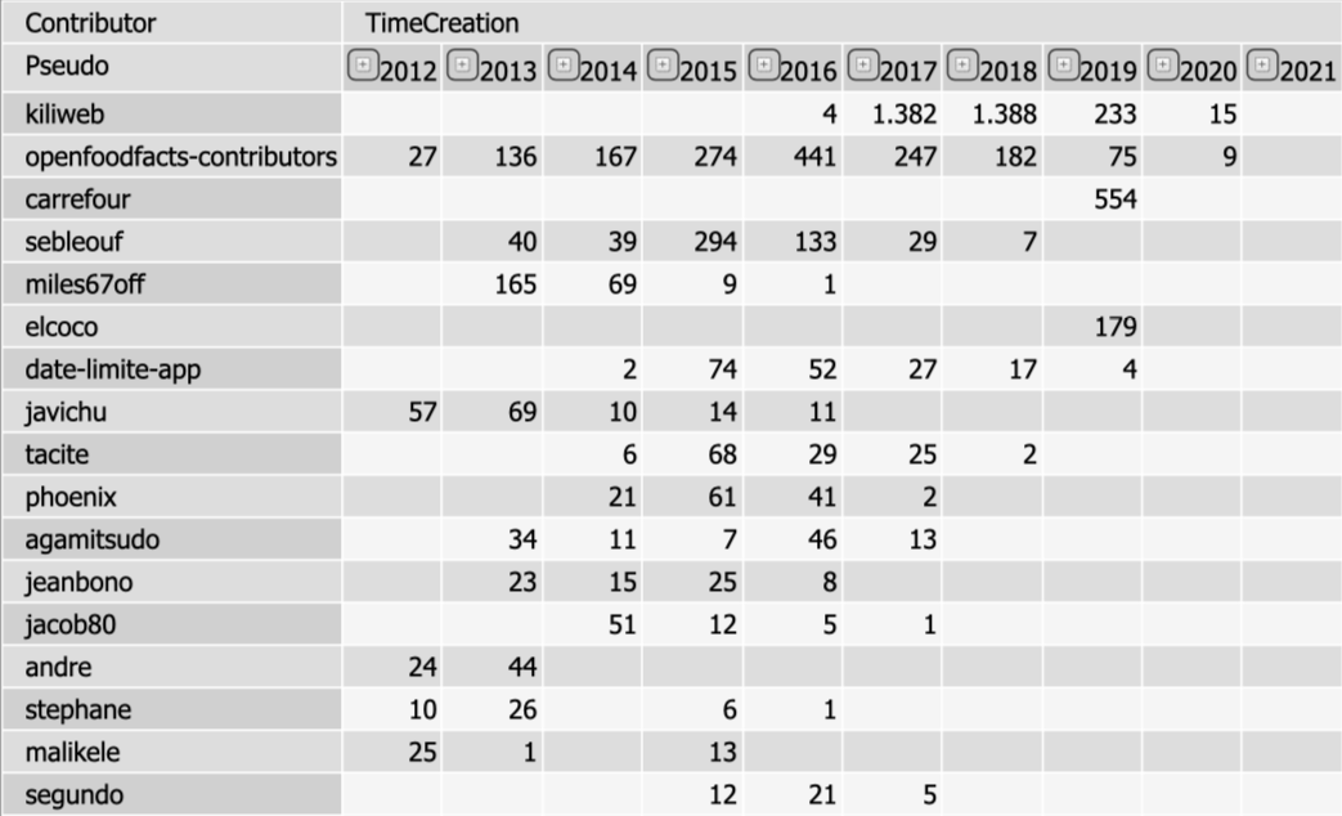 Contributor TimeCreation
Pseudo 2012 2013 2014 2015 2016 2017 2018 2019 2020 2021
kiliweb 4 1.382 1.388 233 15
openfoodfacts-contributors 27 136 167 274 441 247 182 75 9
carrefour 554
sebleouf 40 39 294 133 29 7
miles67off 165 69 9 1
elcoco 179
date-limite-app 2 74 52 27 17 4
javichu 57 69 10 14 11
tacite 6 68 29 25 2
phoenix 21 61 41 2
agamitsudo 34 11 7 46 13
jeanbono 23 15 25 8
jacob80 51 12 5 1
andre 24 44
stephane 10 26 6 1
malikele 25 1 13
segundo 12 21 5